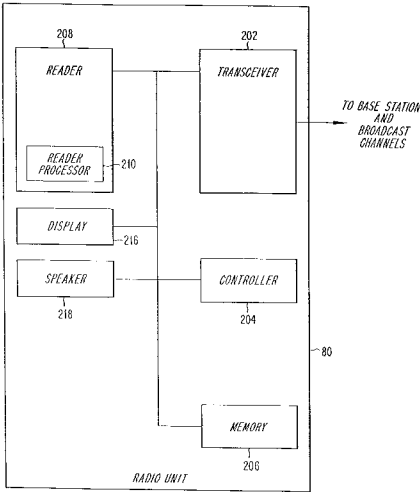 208
202
READER
TRANSCEIVER
TO BASE STATION
AND
BROADCAST
CHANNELS
READER
PROCESSOR
210
DISPLAY
216
SPEAKER
218
CONTROLLER
204
80
MEMORY
206
RADIO UNIT